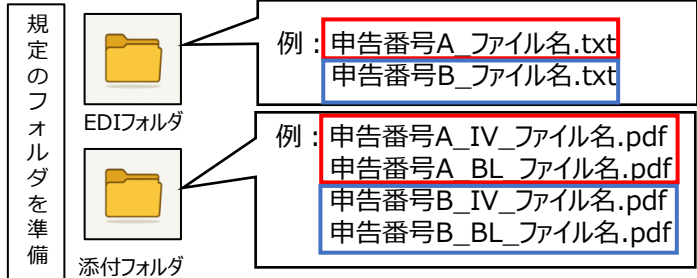 規定のフォルダを準備
EDIフォルダ
例：申告番号A_ファイル名.txt
申告番号B_ファイル名.txt
添付フォルダ
例：申告番号A_IV_ファイル名.pdf
申告番号A_BL_ファイル名.pdf
申告番号B_IV_ファイル名.pdf
申告番号B_BL_ファイル名.pdf